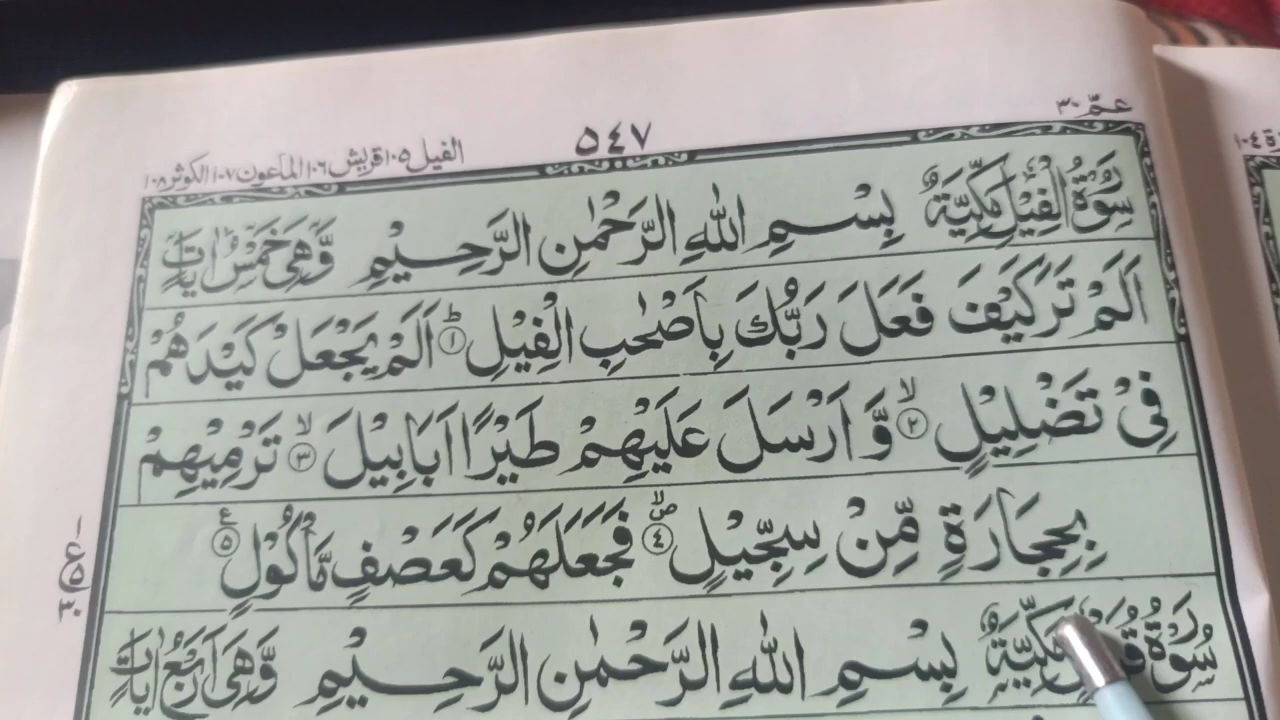 عمّ ٣٠
٥٤٧
الفيل ١٠٥ قريش ١٠٦ الماعون ١٠٧ الكوثر ١٠٨
سُوْرَةُ الْفِيْلِ مَكِّيَّةٌ بِسْمِ اللّٰهِ الرَّحْمٰنِ الرَّحِيْمِ وَّهِيَ خَمْسُ اٰيَاتٍ
اَلَمْ تَرَ كَيْفَ فَعَلَ رَبُّكَ بِاَصْحٰبِ الْفِيْلِ ؕ﴿١﴾ اَلَمْ يَجْعَلْ كَيْدَهُمْ
فِيْ تَضْلِيْلٍ ۙ﴿٢﴾ وَّ اَرْسَلَ عَلَيْهِمْ طَيْرًا اَبَابِيْلَ ۙ﴿٣﴾ تَرْمِيْهِمْ
بِحِجَارَةٍ مِّنْ سِجِّيْلٍ ۪ۙ﴿٤﴾ فَجَعَلَهُمْ كَعَصْفٍ مَّاْكُوْلٍ ﴿٥﴾ ع
سُوْرَةُ مَكِّيَّةٌ بِسْمِ اللّٰهِ الرَّحْمٰنِ الرَّحِيْمِ وَّهِيَ اَرْبَعُ اٰيَاتٍ